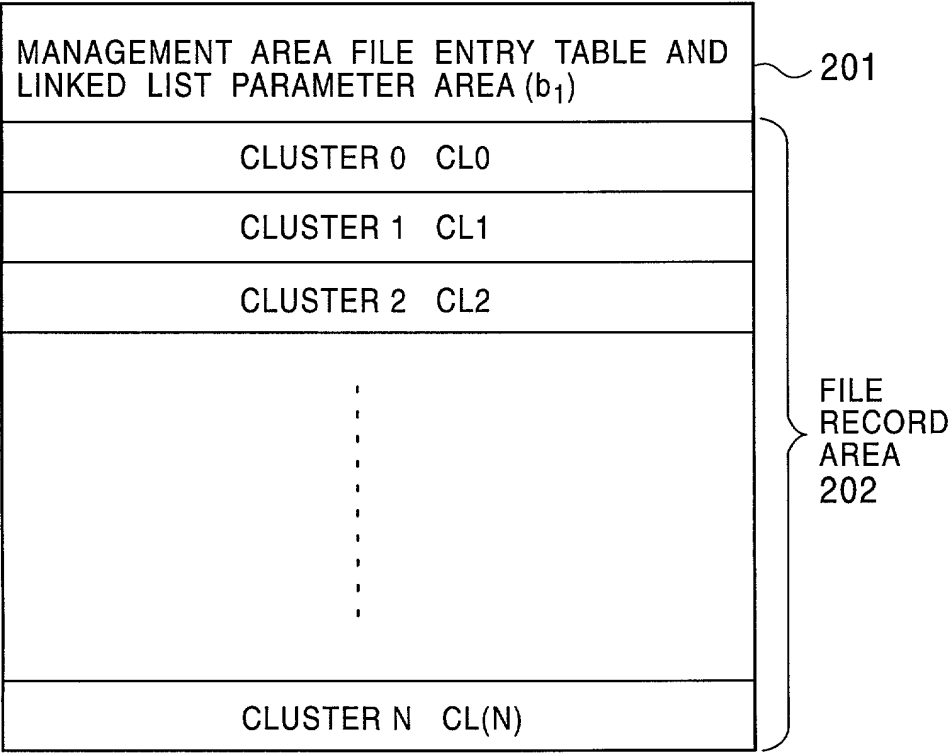 MANAGEMENT AREA FILE ENTRY TABLE AND
LINKED LIST PARAMETER AREA (b₁)
201
CLUSTER 0 CL0
CLUSTER 1 CL1
CLUSTER 2 CL2
FILE
RECORD
AREA
202
CLUSTER N CL(N)